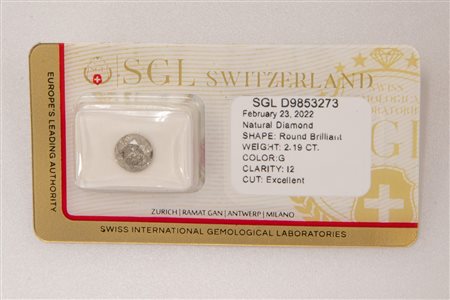 EUROPE'S LEADING AUTHORITY
SGL SWITZERLAND
SGL D9853273
February 23, 2022
Natural Diamond
SHAPE: Round Brilliant
WEIGHT: 2.19 CT.
COLOR:G
CLARITY: I2
CUT: Excellent
ZURICH | RAMAT GAN | ANTWERP | MILANO
SWISS INTERNATIONAL GEMOLOGICAL LABORATORIES